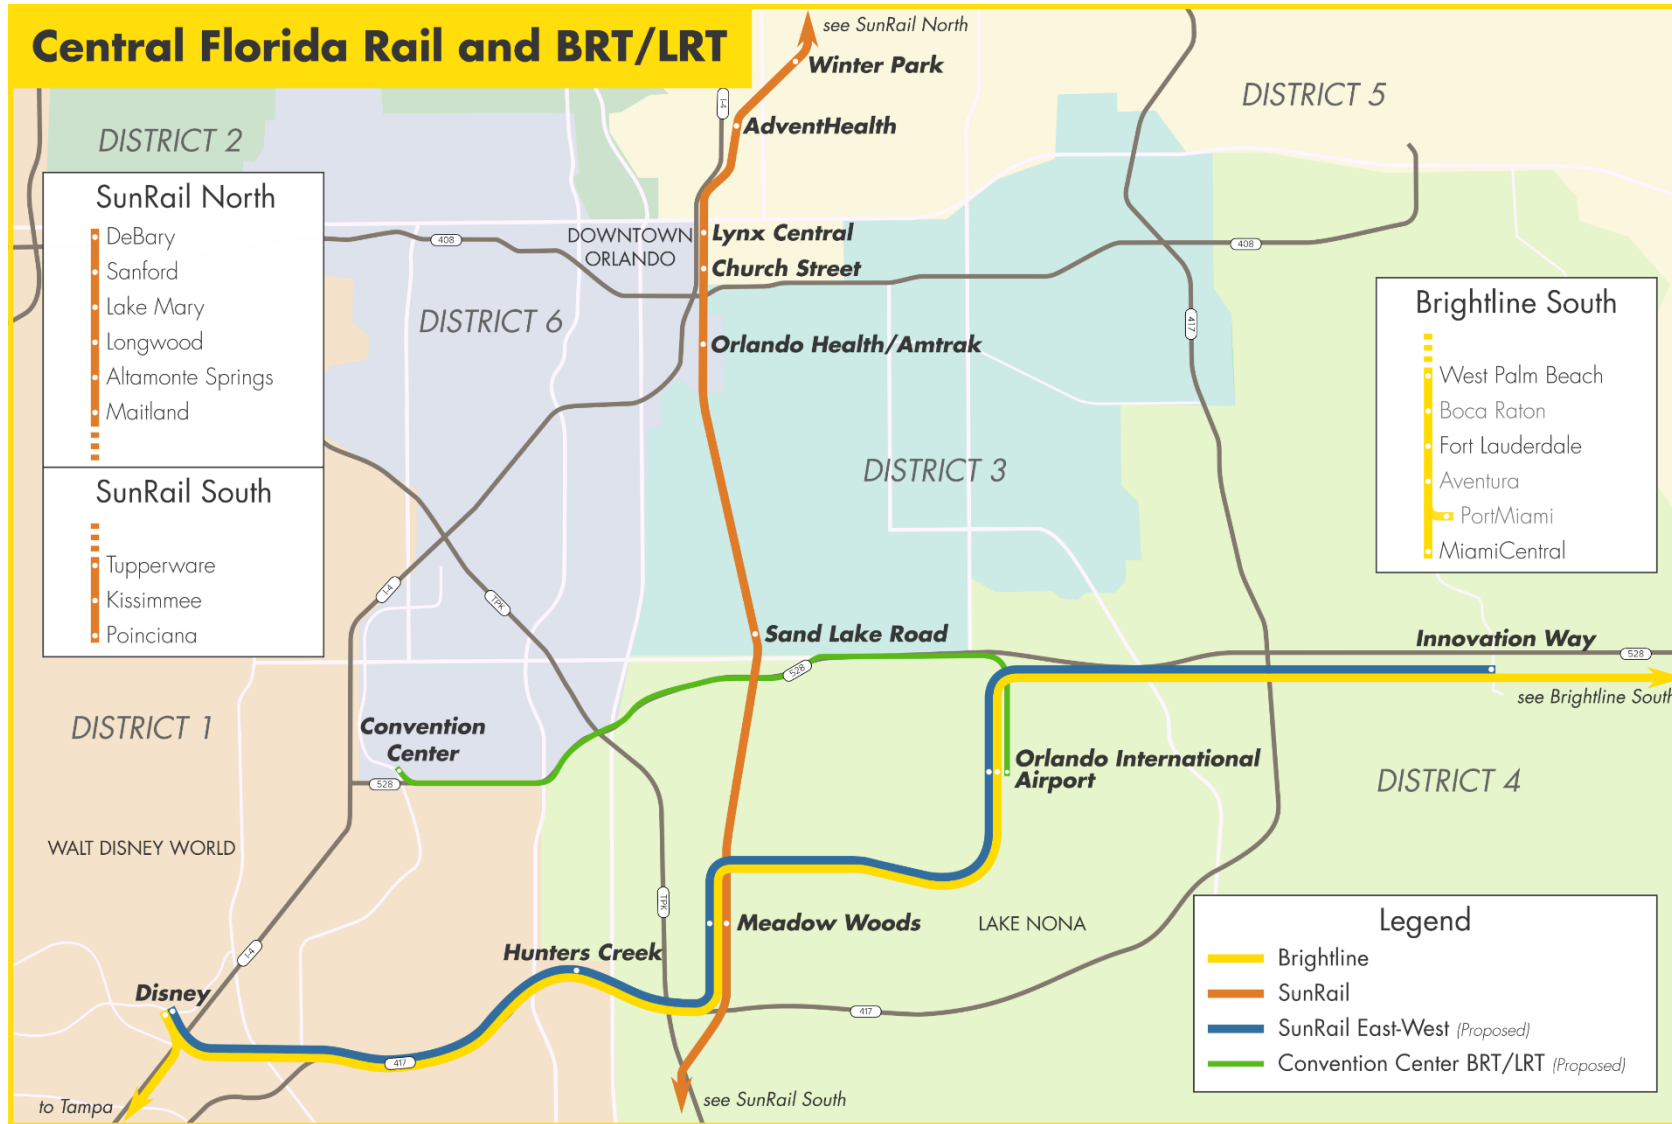 Central Florida Rail and BRT/LRT
see SunRail North
Winter Park
I-4
AdventHealth
DISTRICT 5
DISTRICT 2
SunRail North
DeBary
Sanford
Lake Mary
Longwood
Altamonte Springs
Maitland
SunRail South
Tupperware
Kissimmee
Poinciana
408
DOWNTOWN
ORLANDO
Lynx Central
Church Street
408
DISTRICT 6
417
Orlando Health/Amtrak
Brightline South
West Palm Beach
Boca Raton
Fort Lauderdale
Aventura
PortMiami
MiamiCentral
DISTRICT 3
I-4
TPK
Sand Lake Road
Innovation Way
528
528
see Brightline South
DISTRICT 1
Convention
Center
528
Orlando International
Airport
DISTRICT 4
WALT DISNEY WORLD
TPK
Meadow Woods
LAKE NONA
Hunters Creek
I-4
Disney
417
417
to Tampa
see SunRail South
Legend
Brightline
SunRail
SunRail East-West (Proposed)
Convention Center BRT/LRT (Proposed)